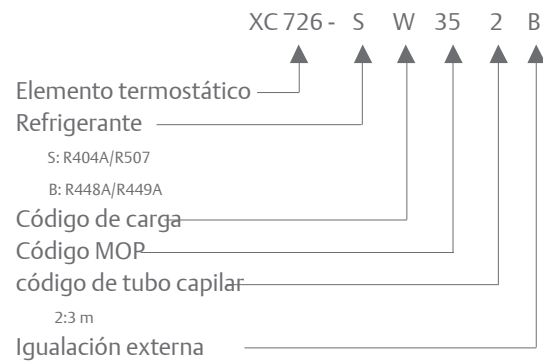 XC 726 - S W 35 2 B
Elemento termostático
Refrigerante
S: R404A/R507
B: R448A/R449A
Código de carga
Código MOP
código de tubo capilar
2:3 m
Igualación externa